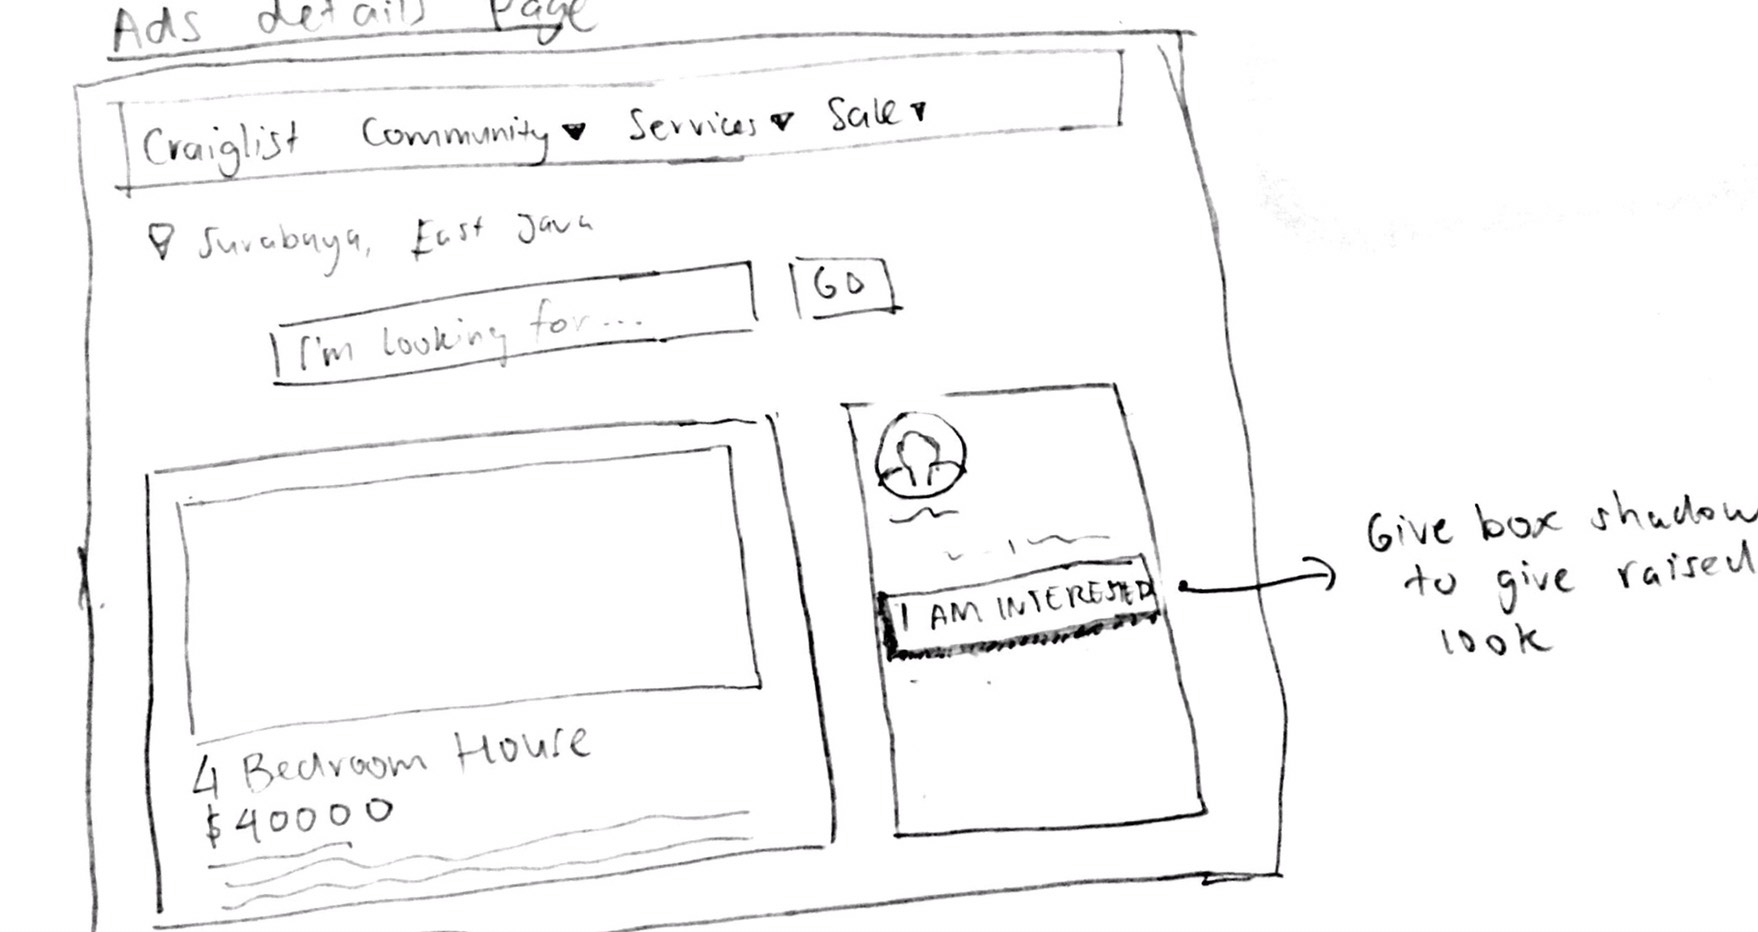 Ads details Page
Craiglist Community Services Sale
Surabaya, East Java
I'm looking for...
GO
I AM INTERESTED
Give box shadow
to give raised
look
4 Bedroom House
$40000